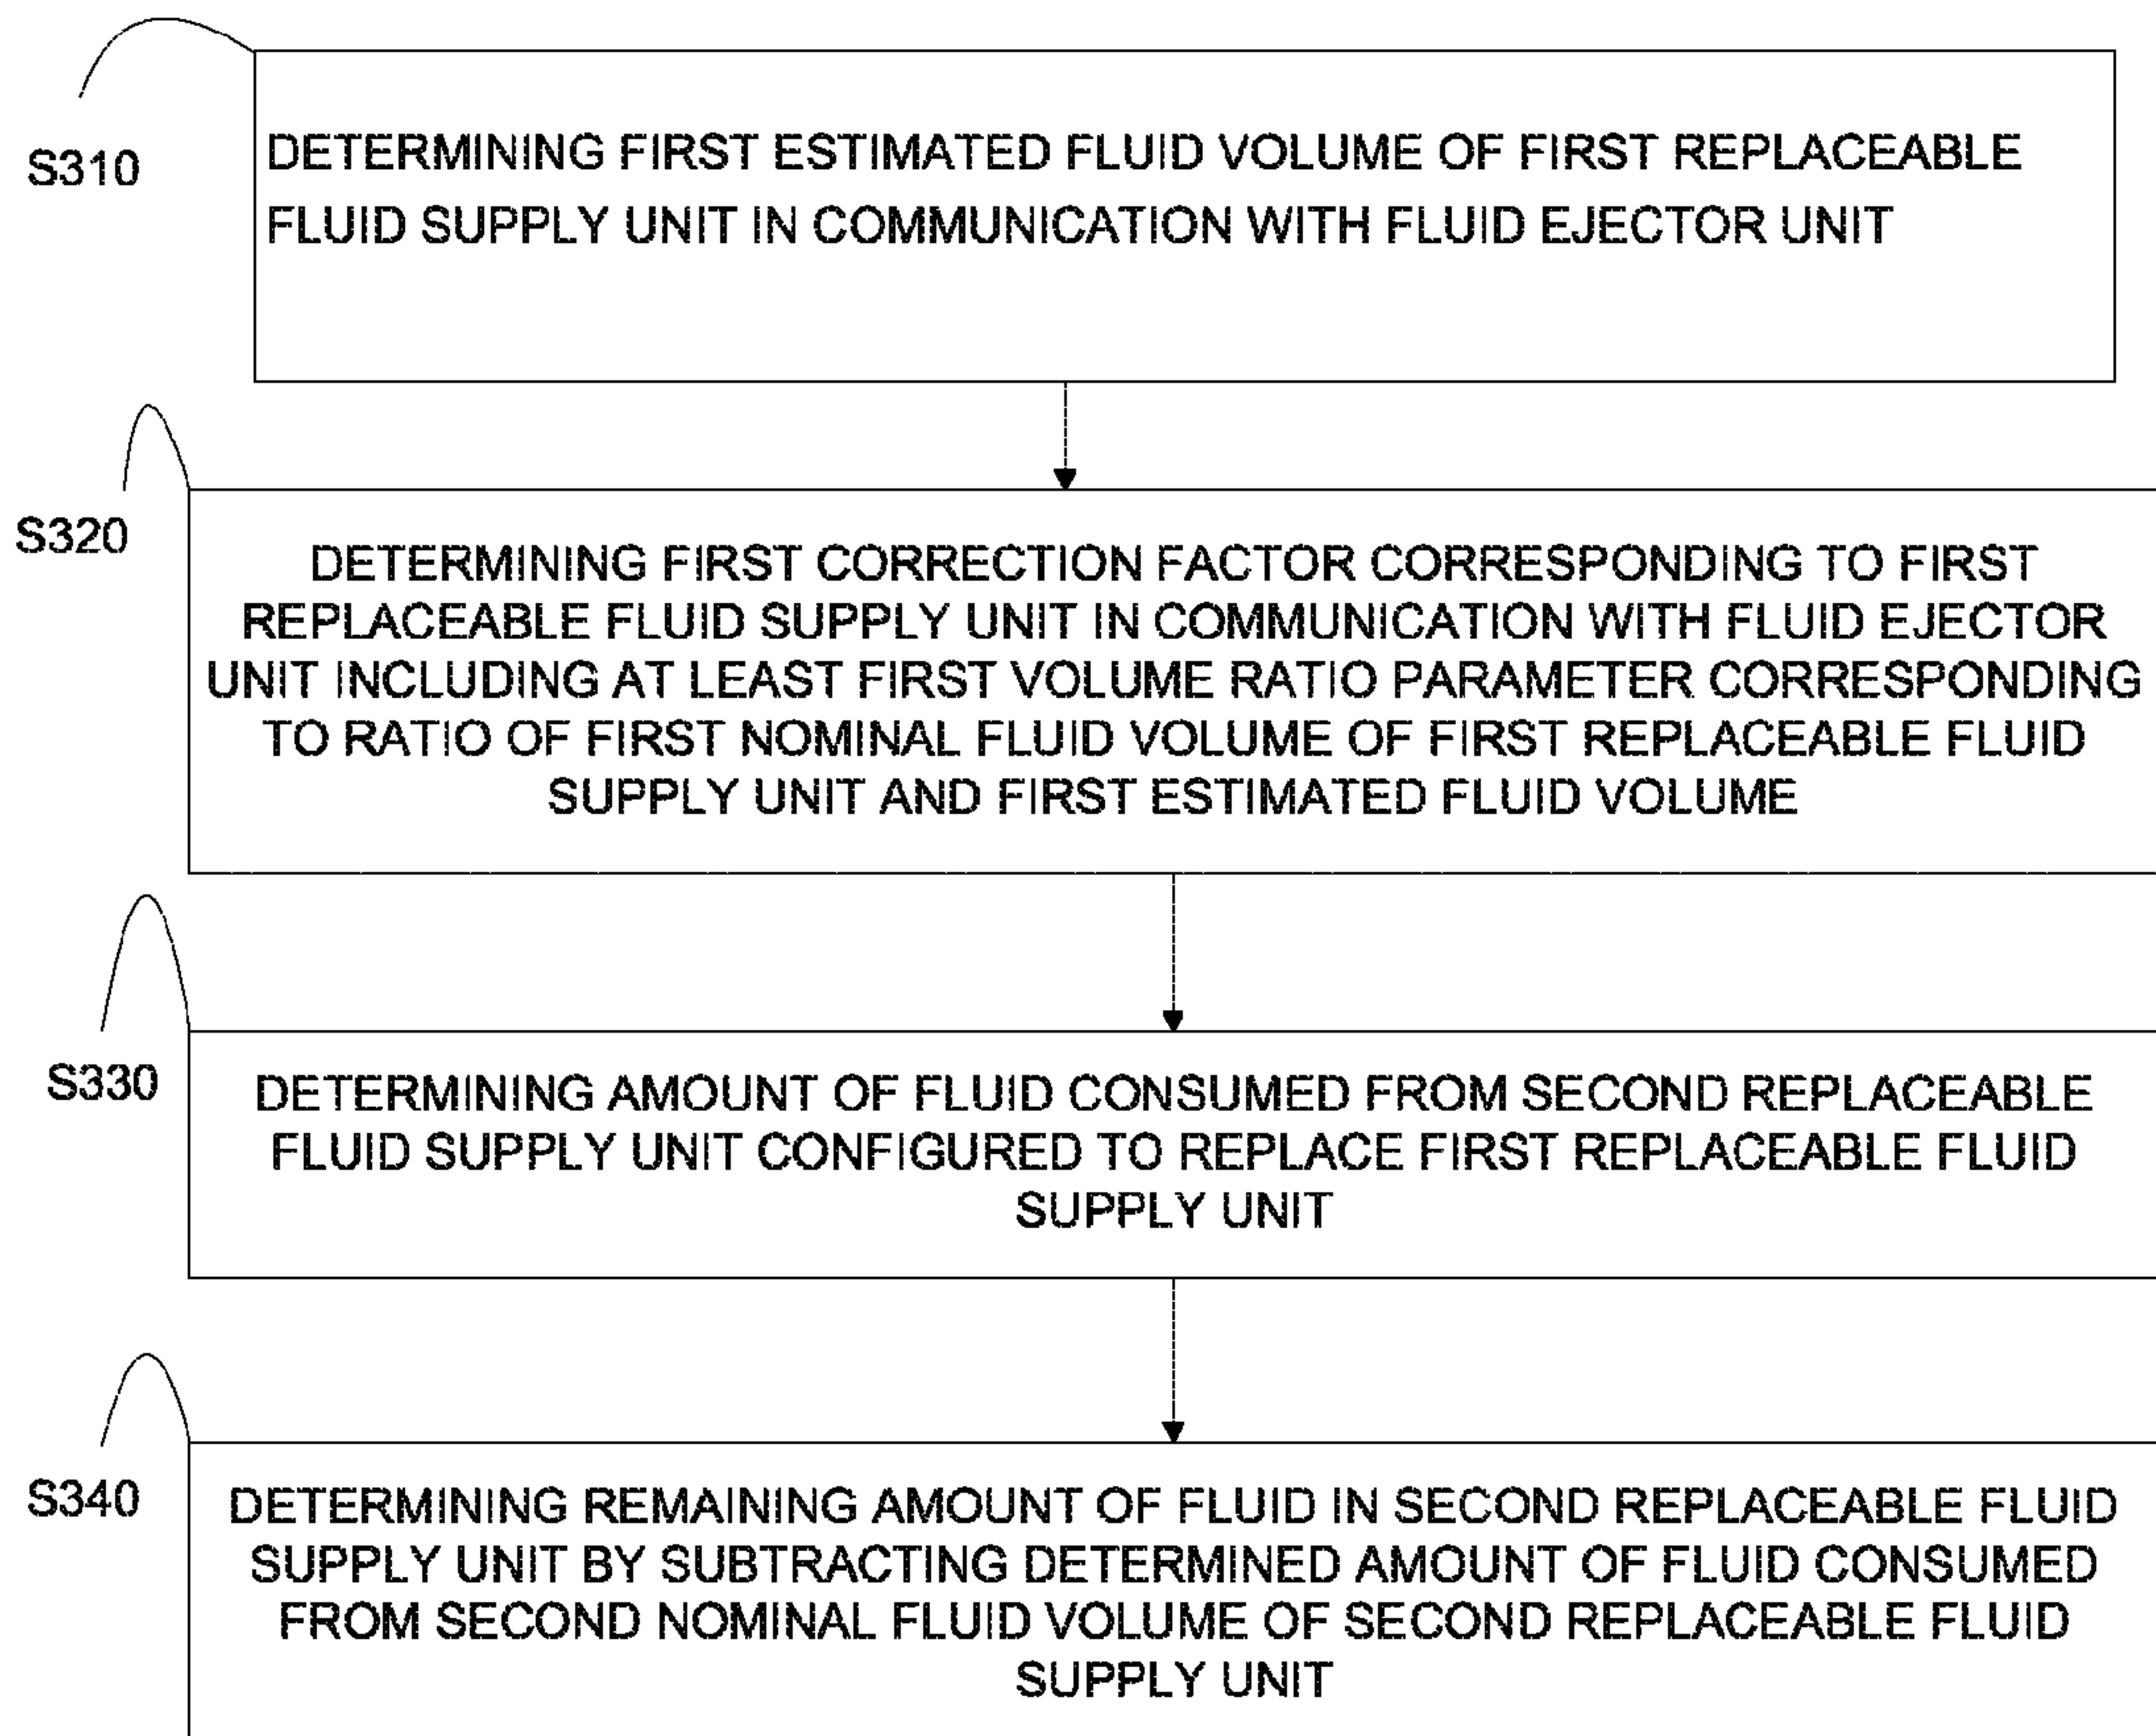 S310
DETERMINING FIRST ESTIMATED FLUID VOLUME OF FIRST REPLACEABLE
FLUID SUPPLY UNIT IN COMMUNICATION WITH FLUID EJECTOR UNIT
S320
DETERMINING FIRST CORRECTION FACTOR CORRESPONDING TO FIRST
REPLACEABLE FLUID SUPPLY UNIT IN COMMUNICATION WITH FLUID EJECTOR
UNIT INCLUDING AT LEAST FIRST VOLUME RATIO PARAMETER CORRESPONDING
TO RATIO OF FIRST NOMINAL FLUID VOLUME OF FIRST REPLACEABLE FLUID
SUPPLY UNIT AND FIRST ESTIMATED FLUID VOLUME
S330
DETERMINING AMOUNT OF FLUID CONSUMED FROM SECOND REPLACEABLE
FLUID SUPPLY UNIT CONFIGURED TO REPLACE FIRST REPLACEABLE FLUID
SUPPLY UNIT
S340
DETERMINING REMAINING AMOUNT OF FLUID IN SECOND REPLACEABLE FLUID
SUPPLY UNIT BY SUBTRACTING DETERMINED AMOUNT OF FLUID CONSUMED
FROM SECOND NOMINAL FLUID VOLUME OF SECOND REPLACEABLE FLUID
SUPPLY UNIT